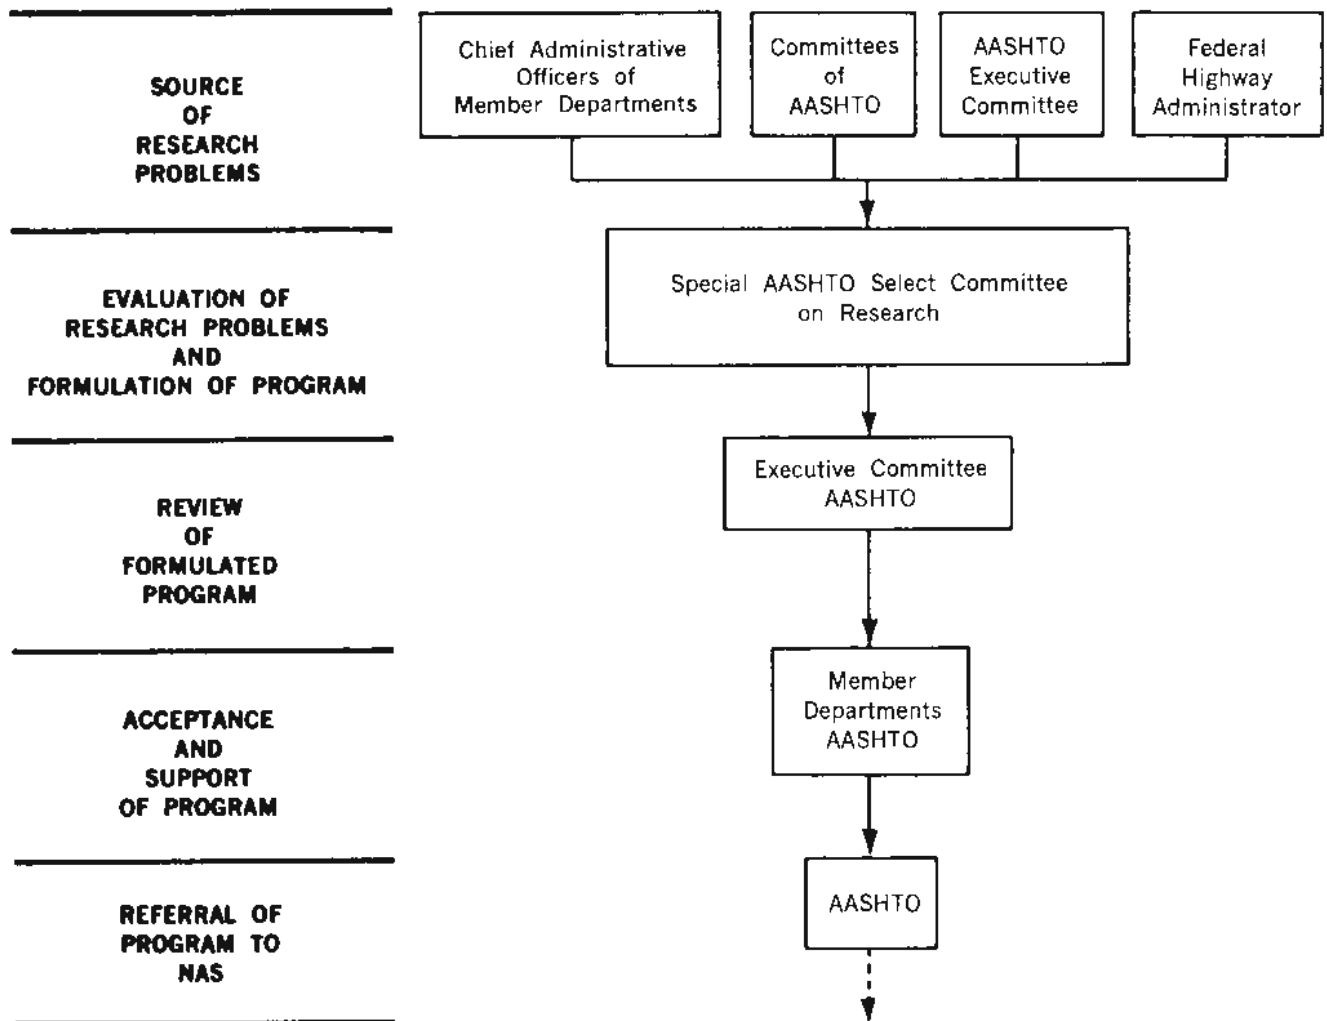 SOURCE
OF
RESEARCH
PROBLEMS
Chief Administrative
Officers of
Member Departments
Committees
of
AASHTO
AASHTO
Executive
Committee
Federal
Highway
Administrator
EVALUATION OF
RESEARCH PROBLEMS
AND
FORMULATION OF PROGRAM
Special AASHTO Select Committee
on Research
REVIEW
OF
FORMULATED
PROGRAM
Executive Committee
AASHTO
ACCEPTANCE
AND
SUPPORT
OF PROGRAM
Member
Departments
AASHTO
REFERRAL OF
PROGRAM TO
NAS
AASHTO